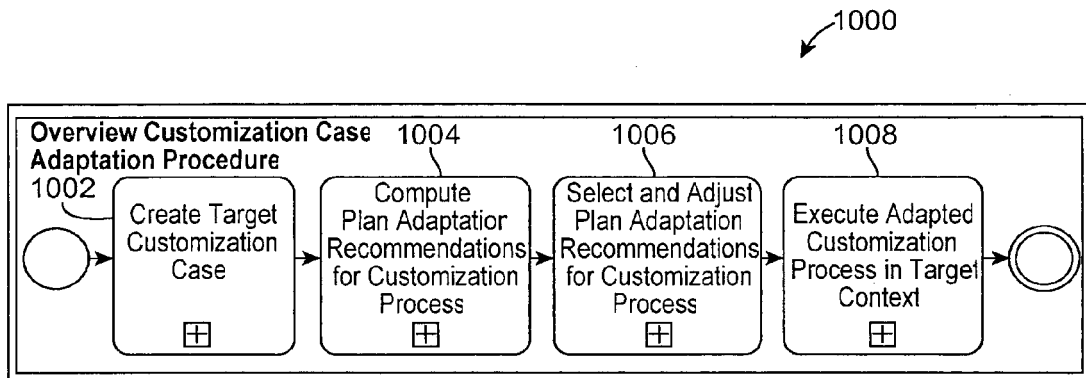 1000
Overview Customization Case
Adaptation Procedure
1002
1004
1006
1008
Create Target
Customization
Case
Compute
Plan Adaptation
Recommendations
for Customization
Process
Select and Adjust
Plan Adaptation
Recommendations
for Customization
Process
Execute Adapted
Customization
Process in Target
Context